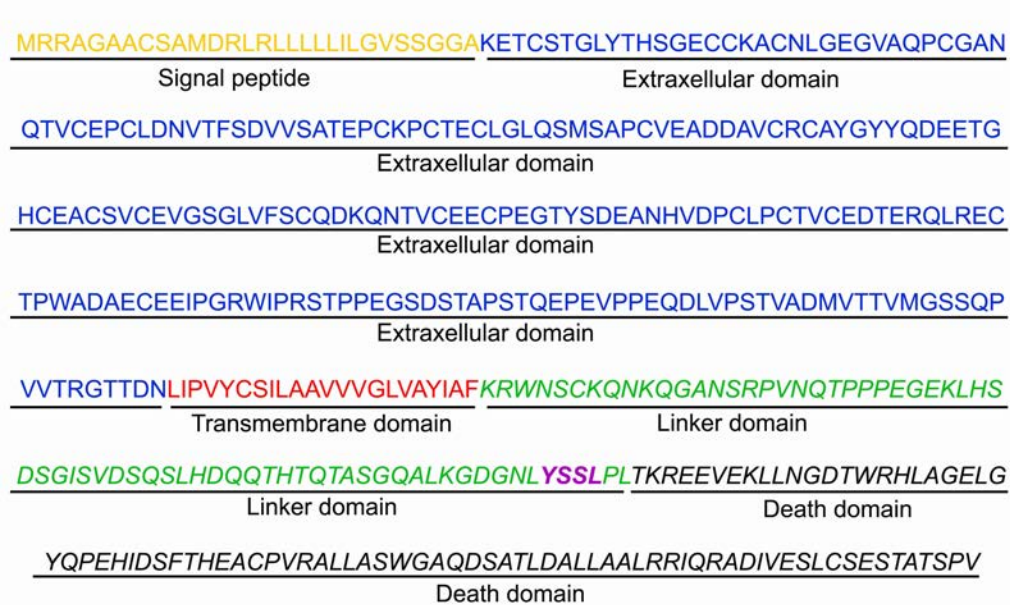 MRRAGAACSAMDRLRLLLLLILGVSSGGAKETCSTGLYTHSGECCKACNLGEGVAQPCGAN
Signal peptide Extraxellular domain
QTVCEPCLDNVTFSDVVSATEPCKPCTECLGLQSMSAPCVEADDAVCRCAYGYYQDEETG
Extraxellular domain
HCEACSVCEVGSGLVFSCQDKQNTVCEECPEGTYSDEANHVDPCLPCTVCEDTERQLREC
Extraxellular domain
TPWADAECEEIPGRWIPRSTPPEGSDSTAPSTQEPEVPPEQDLVPSTVADMVTTVMGSSQP
Extraxellular domain
VVTRGTTDNLIPVYCSILAAVVVGLVAYIAFKRWNSCKQNKQGANSRPVNQTPPPEGEKLHS
Transmembrane domain Linker domain
DSGISVDSQSLHDQQTHTQTASGQALKGDGNLYSSLPLTKREEVEKLLNGDTWRHLAGELG
Linker domain Death domain
YQPEHIDSFTHEACPVRALLASWGAQDSATLDALLAALRRIQRADIVESLCSESTATSPV
Death domain